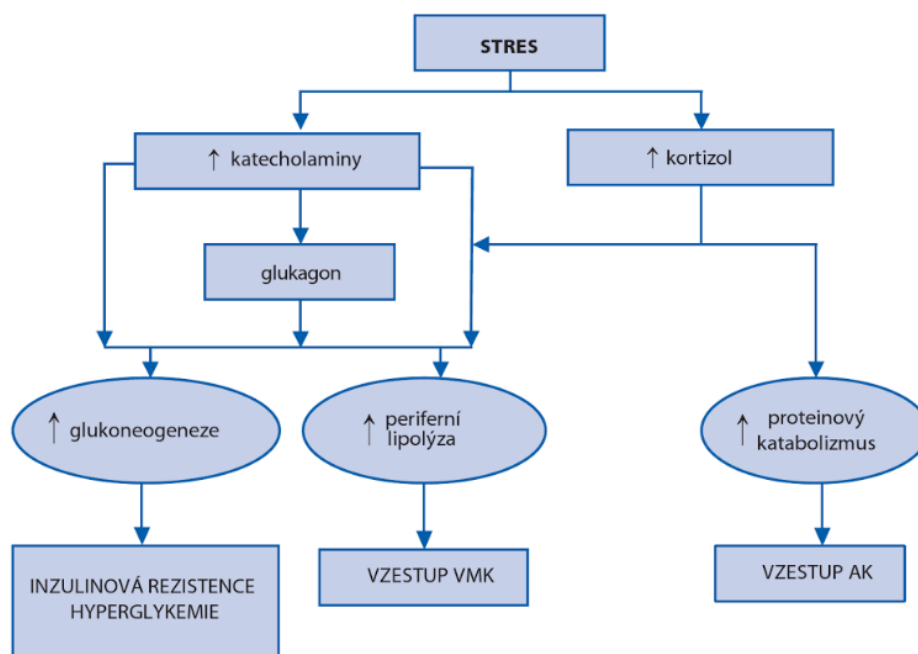 STRES
↑ katecholaminy
↑ kortizol
glukagon
↑ glukoneogeneze
↑ periferní
lipolýza
↑ proteinový
katabolizmus
INZULINOVÁ REZISTENCE
HYPERGLYKEMIE
VZESTUP VMK
VZESTUP AK